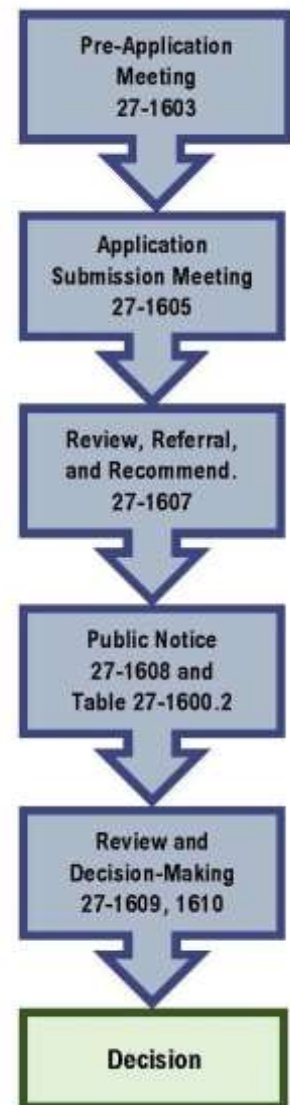 Pre-Application
Meeting
27-1603
Application
Submission Meeting
27-1605
Review, Referral,
and Recommend.
27-1607
Public Notice
27-1608 and
Table 27-1600.2
Review and
Decision-Making
27-1609, 1610
Decision